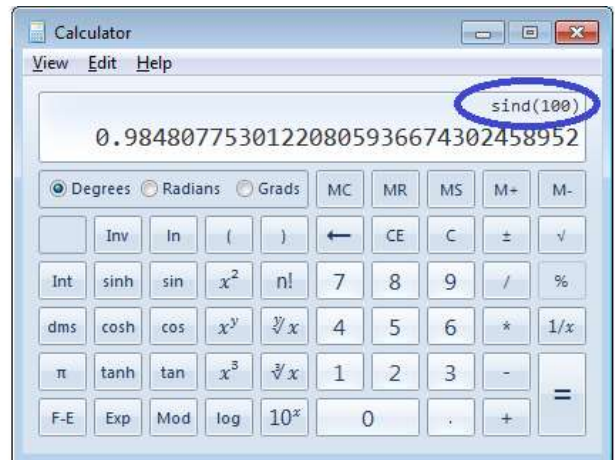 Calculator
View Edit Help
sind(100)
0.98480775301220805936674302458952
Degrees Radians Grads MC MR MS M+ M-
Inv ln ( ) ← CE C ± √
Int sinh sin x² n! 7 8 9 / %
dms cosh cos xʸ ʸ√x 4 5 6 * 1/x
π tanh tan x³ ³√x 1 2 3 - =
F-E Exp Mod log 10ˣ 0 . +